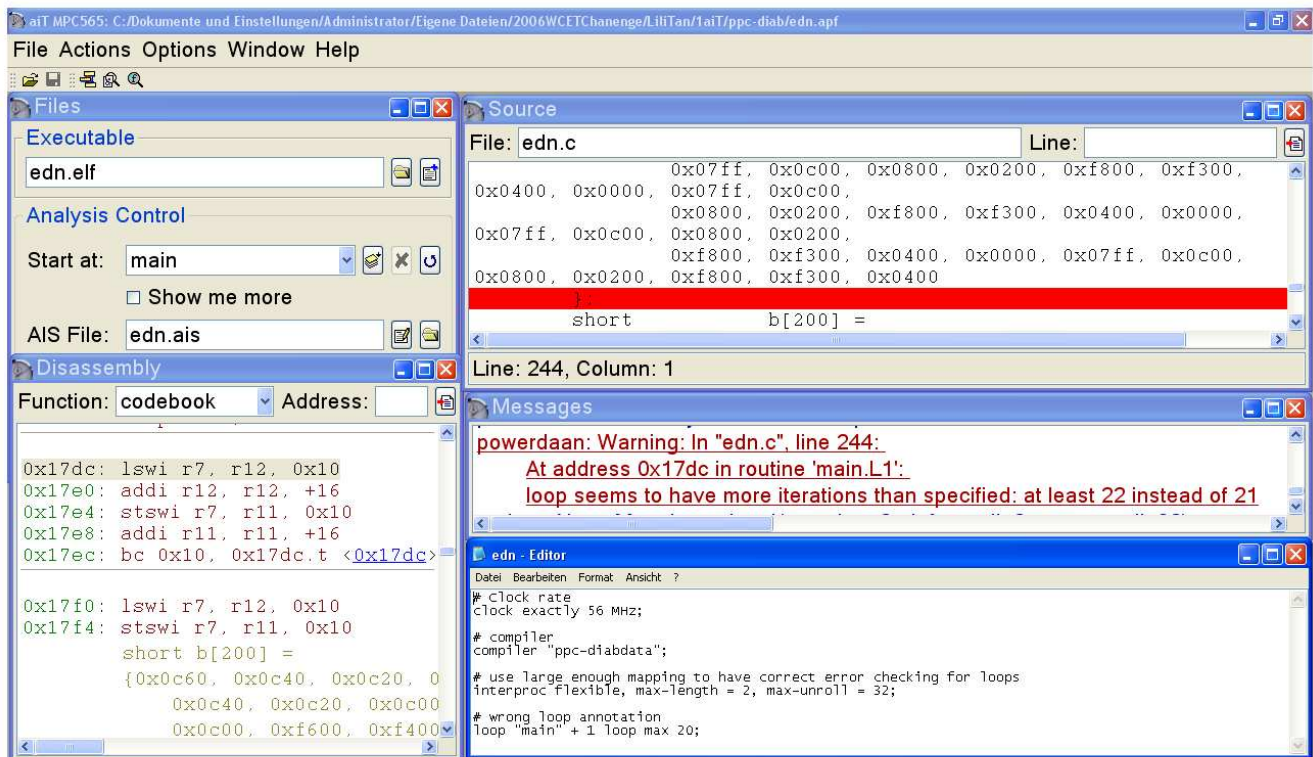 aiT MPC565: C:/Dokumente und Einstellungen/Administrator/Eigene Dateien/2006WCETChanenge/LiliTan/1aiT/ppc-diab/edn.apf
File Actions Options Window Help
Files
Executable
edn.elf
Analysis Control
Start at: main
Show me more
AIS File: edn.ais
Source
File: edn.c Line:
0x07ff, 0x0c00, 0x0800, 0x0200, 0xf800, 0xf300,
0x0400, 0x0000, 0x07ff, 0x0c00,
0x0800, 0x0200, 0xf800, 0xf300, 0x0400, 0x0000,
0x07ff, 0x0c00, 0x0800, 0x0200,
0xf800, 0xf300, 0x0400, 0x0000, 0x07ff, 0x0c00,
0x0800, 0x0200, 0xf800, 0xf300, 0x0400
};
short b[200] =
Line: 244, Column: 1
Disassembly
Function: codebook Address:
0x17dc: lswi r7, r12, 0x10
0x17e0: addi r12, r12, +16
0x17e4: stswi r7, r11, 0x10
0x17e8: addi r11, r11, +16
0x17ec: bc 0x10, 0x17dc.t <0x17dc>
0x17f0: lswi r7, r12, 0x10
0x17f4: stswi r7, r11, 0x10
short b[200] =
{0x0c60, 0x0c40, 0x0c20, 0
0x0c40, 0x0c20, 0x0c00
0x0c00, 0xf600, 0xf400
Messages
powerdaan: Warning: In "edn.c", line 244:
At address 0x17dc in routine 'main.L1':
loop seems to have more iterations than specified: at least 22 instead of 21
edn - Editor
Datei Bearbeiten Format Ansicht ?
# Clock rate
clock exactly 56 MHz;
# compiler
compiler "ppc-diabdata";
# use large enough mapping to have correct error checking for loops
interproc flexible, max-length = 2, max-unroll = 32;
# wrong loop annotation
loop "main" + 1 loop max 20;